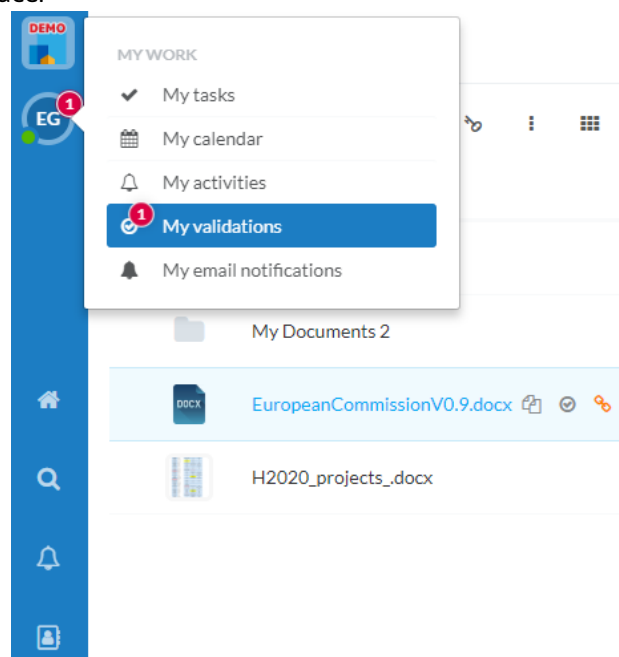 DEMO
MY WORK
EG 1
My tasks
My calendar
My activities
1 My validations
My email notifications
My Documents 2
DOCX EuropeanCommissionV0.9.docx
H2020_projects_.docx